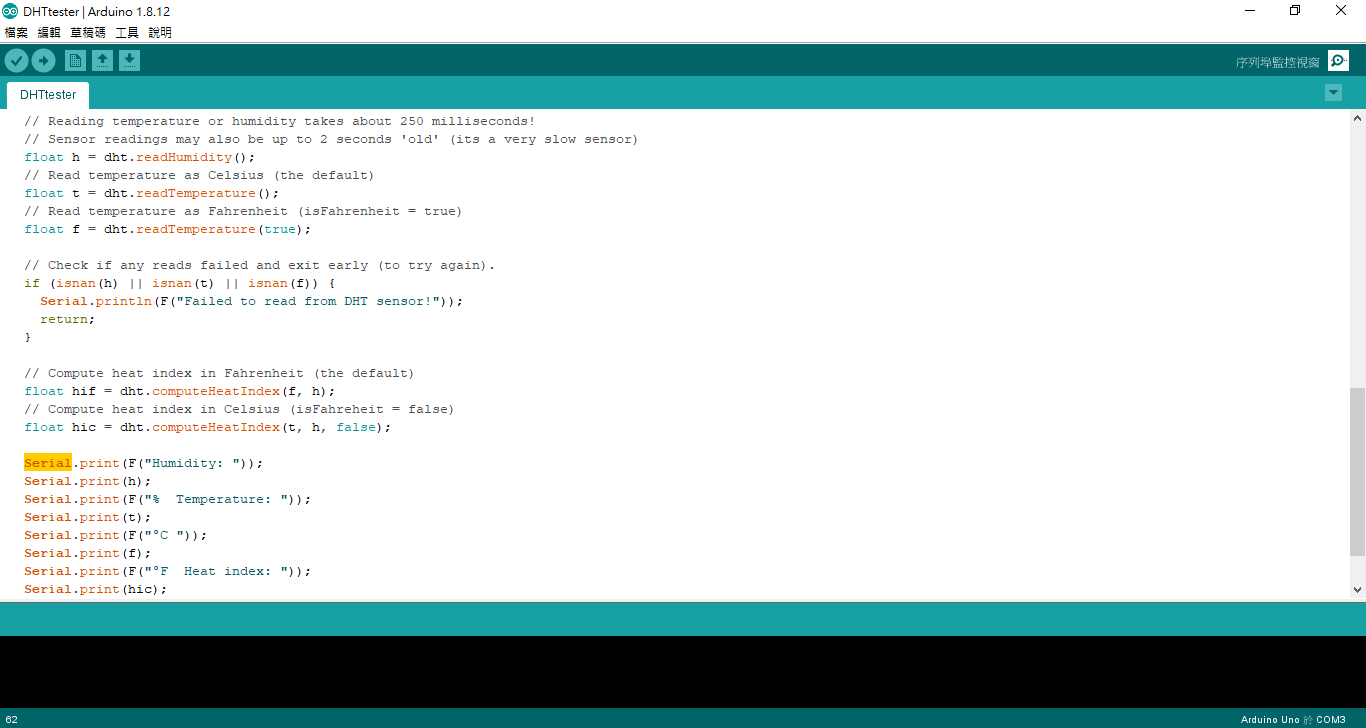 DHTtester | Arduino 1.8.12
檔案 編輯 草稿碼 工具 說明
序列埠監控視窗
DHTtester
// Reading temperature or humidity takes about 250 milliseconds!
// Sensor readings may also be up to 2 seconds 'old' (its a very slow sensor)
float h = dht.readHumidity();
// Read temperature as Celsius (the default)
float t = dht.readTemperature();
// Read temperature as Fahrenheit (isFahrenheit = true)
float f = dht.readTemperature(true);
// Check if any reads failed and exit early (to try again).
if (isnan(h) || isnan(t) || isnan(f)) {
Serial.println(F("Failed to read from DHT sensor!"));
return;
}
// Compute heat index in Fahrenheit (the default)
float hif = dht.computeHeatIndex(f, h);
// Compute heat index in Celsius (isFahreheit = false)
float hic = dht.computeHeatIndex(t, h, false);
Serial.print(F("Humidity: "));
Serial.print(h);
Serial.print(F("%  Temperature: "));
Serial.print(t);
Serial.print(F("°C "));
Serial.print(f);
Serial.print(F("°F  Heat index: "));
Serial.print(hic);
62
Arduino Uno 於 COM3